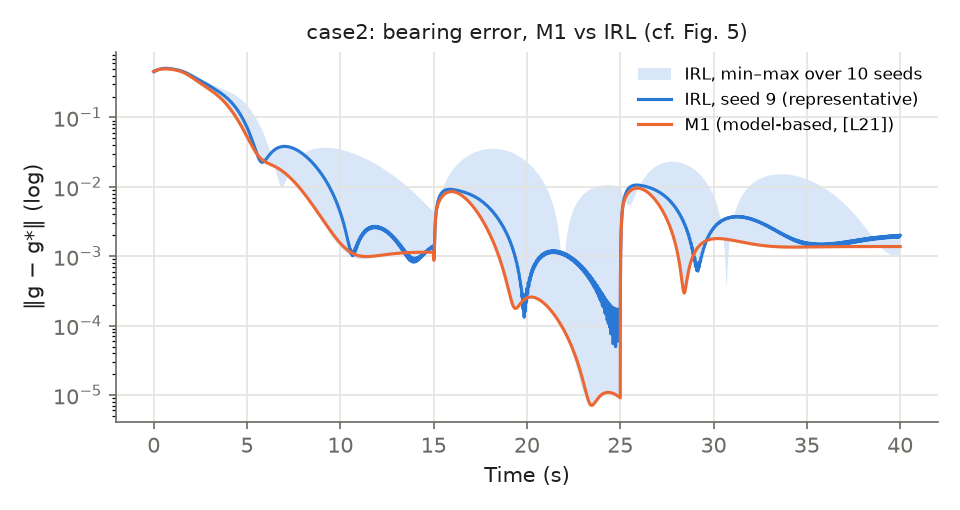 case2: bearing error, M1 vs IRL (cf. Fig. 5)
IRL, min–max over 10 seeds
IRL, seed 9 (representative)
M1 (model-based, [L21])
‖g − g*‖ (log)
10⁻¹
10⁻²
10⁻³
10⁻⁴
10⁻⁵
0 5 10 15 20 25 30 35 40
Time (s)